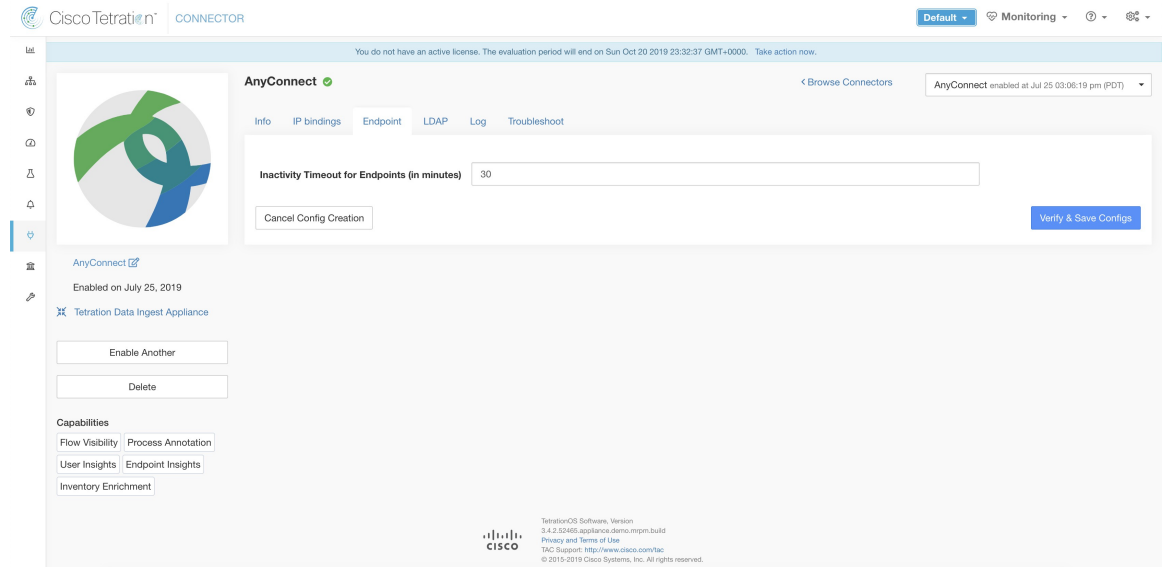 Cisco Tetration™ CONNECTOR
Default
Monitoring
You do not have an active license. The evaluation period will end on Sun Oct 20 2019 23:32:37 GMT+0000. Take action now.
AnyConnect
Browse Connectors
AnyConnect enabled at Jul 25 03:06:19 pm (PDT)
Info IP bindings Endpoint LDAP Log Troubleshoot
Inactivity Timeout for Endpoints (in minutes) 30
Cancel Config Creation
Verify & Save Configs
AnyConnect
Enabled on July 25, 2019
Tetration Data Ingest Appliance
Enable Another
Delete
Capabilities
Flow Visibility Process Annotation
User Insights Endpoint Insights
Inventory Enrichment
CISCO
TetrationOS Software, Version
3.4.2.52465.appliance.demo.mrpm.build
Privacy and Terms of Use
TAC Support: http://www.cisco.com/tac
© 2015-2019 Cisco Systems, Inc. All rights reserved.